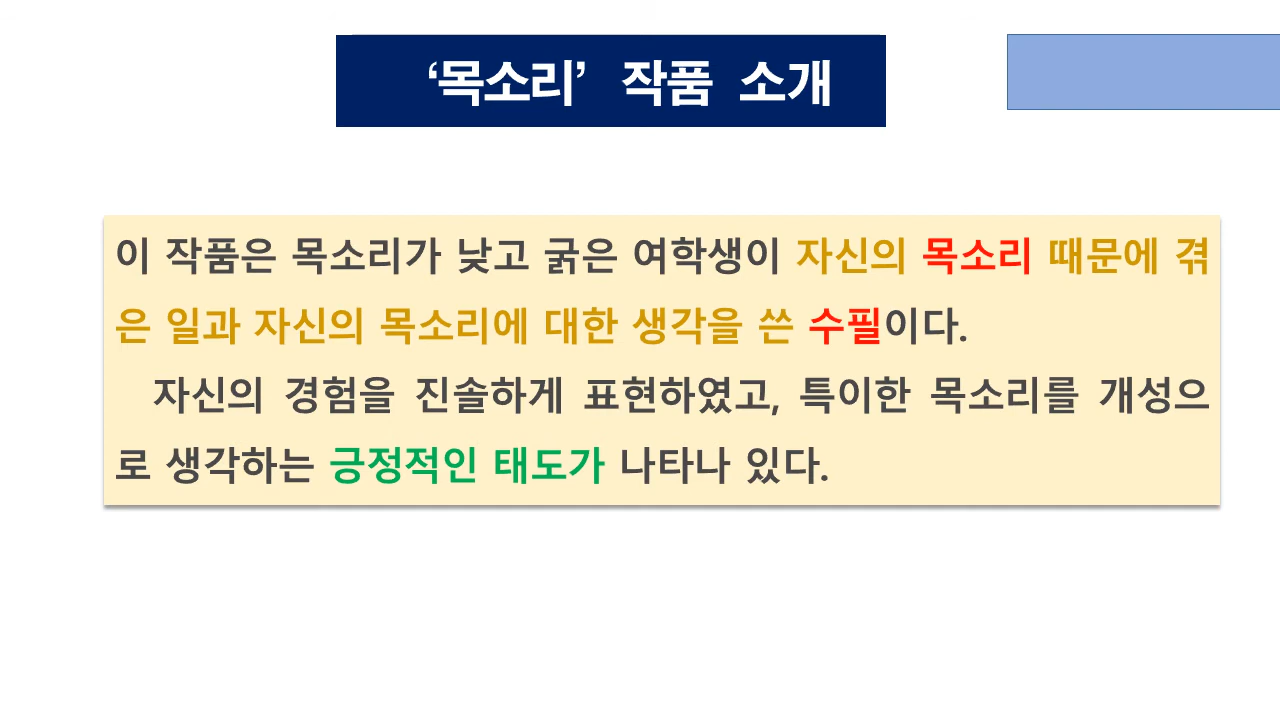 ‘목소리’ 작품 소개
이 작품은 목소리가 낮고 굵은 여학생이 자신의 목소리 때문에 겪
은 일과 자신의 목소리에 대한 생각을 쓴 수필이다.
자신의 경험을 진솔하게 표현하였고, 특이한 목소리를 개성으
로 생각하는 긍정적인 태도가 나타나 있다.